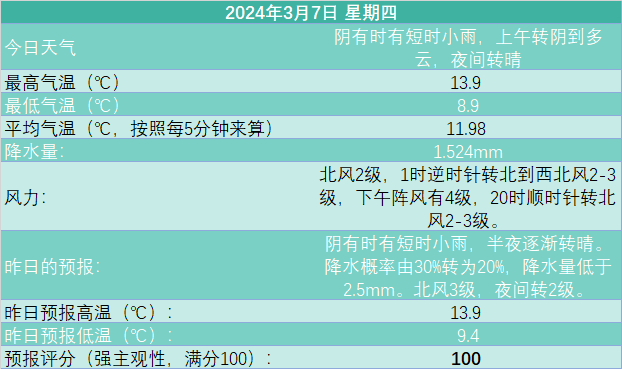 2024年3月7日 星期四
今日天气
阴有时有短时小雨，上午转阴到多
云，夜间转晴
最高气温（℃）
13.9
最低气温（℃）
8.9
平均气温（℃，按照每5分钟来算）
11.98
降水量：
1.524mm
风力：
北风2级，1时逆时针转北到西北风2-3
级，下午阵风有4级，20时顺时针转北
风2-3级。
昨日的预报：
阴有时有短时小雨，半夜逐渐转晴。
降水概率由30%转为20%，降水量低于
2.5mm。北风3级，夜间转2级。
昨日预报高温（℃）：
13.9
昨日预报低温（℃）：
9.4
预报评分（强主观性，满分100）：
100